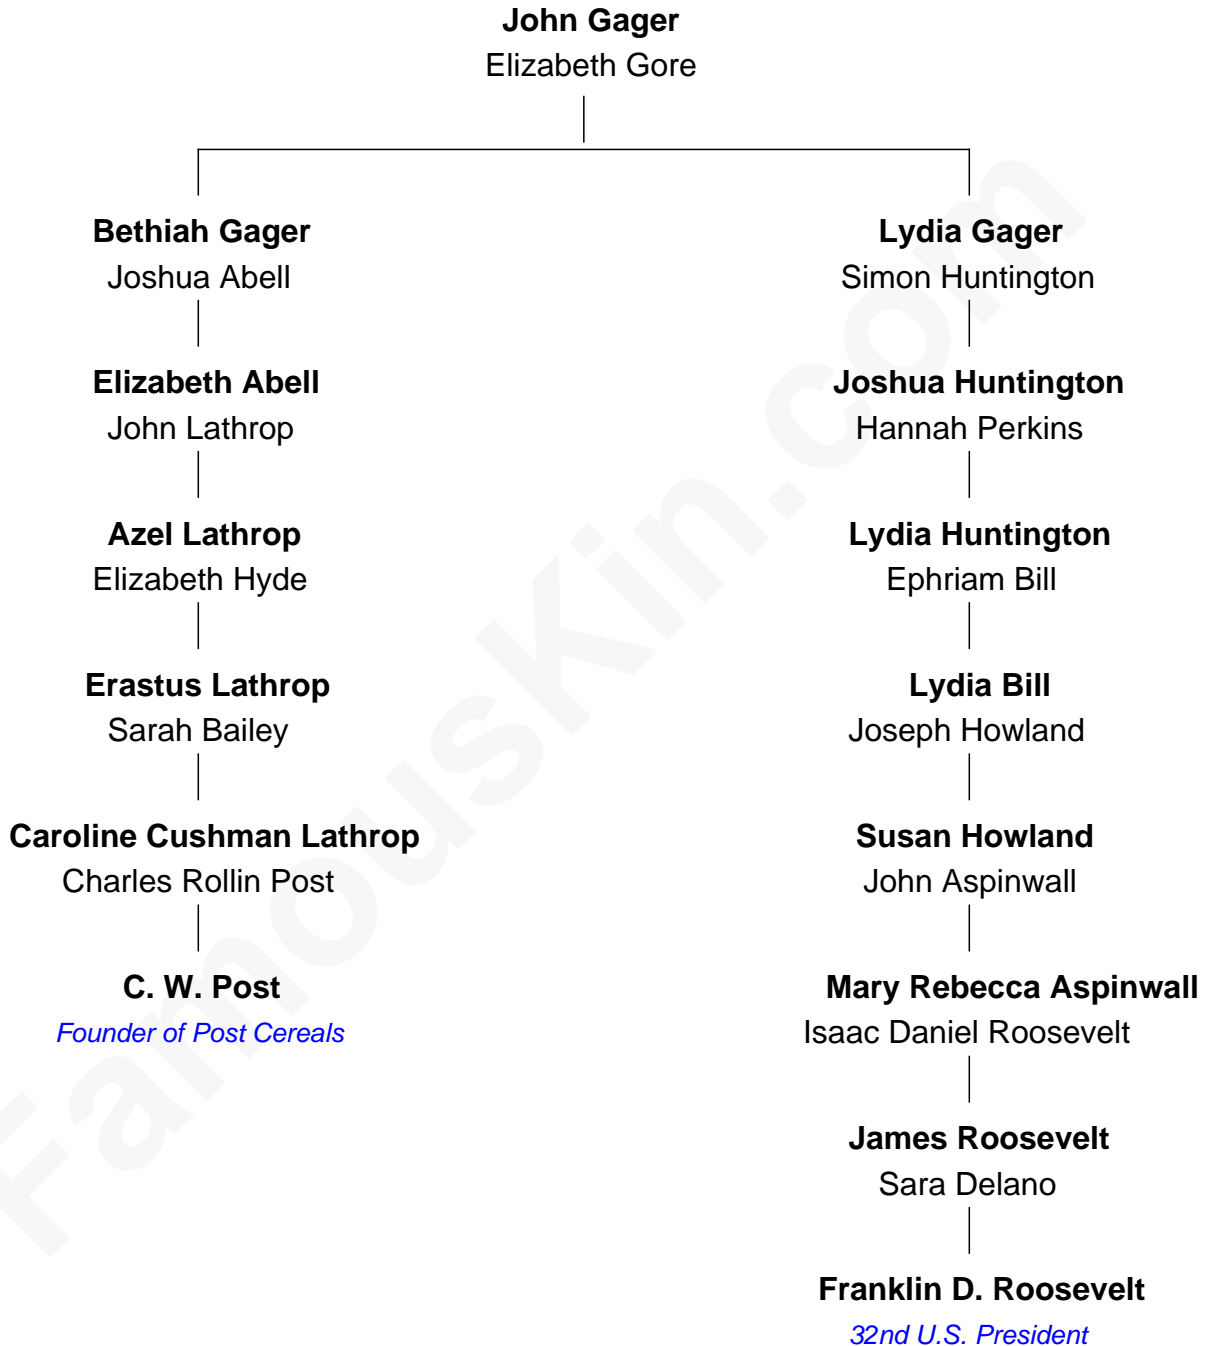 John Gager
Elizabeth Gore
Bethiah Gager
Joshua Abell
Elizabeth Abell
John Lathrop
Azel Lathrop
Elizabeth Hyde
Erastus Lathrop
Sarah Bailey
Caroline Cushman Lathrop
Charles Rollin Post
C. W. Post
Founder of Post Cereals
Lydia Gager
Simon Huntington
Joshua Huntington
Hannah Perkins
Lydia Huntington
Ephriam Bill
Lydia Bill
Joseph Howland
Susan Howland
John Aspinwall
Mary Rebecca Aspinwall
Isaac Daniel Roosevelt
James Roosevelt
Sara Delano
Franklin D. Roosevelt
32nd U.S. President
FamousKin.com